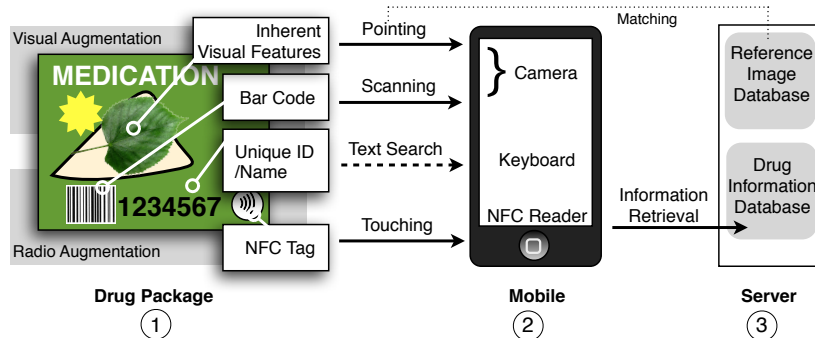 Visual Augmentation
MEDICATION
1234567
Radio Augmentation
Inherent
Visual Features
Bar Code
Unique ID
/Name
NFC Tag
Drug Package
1
Pointing
Scanning
Text Search
Touching
Camera
Keyboard
NFC Reader
Mobile
2
Matching
Information
Retrieval
Reference
Image
Database
Drug
Information
Database
Server
3